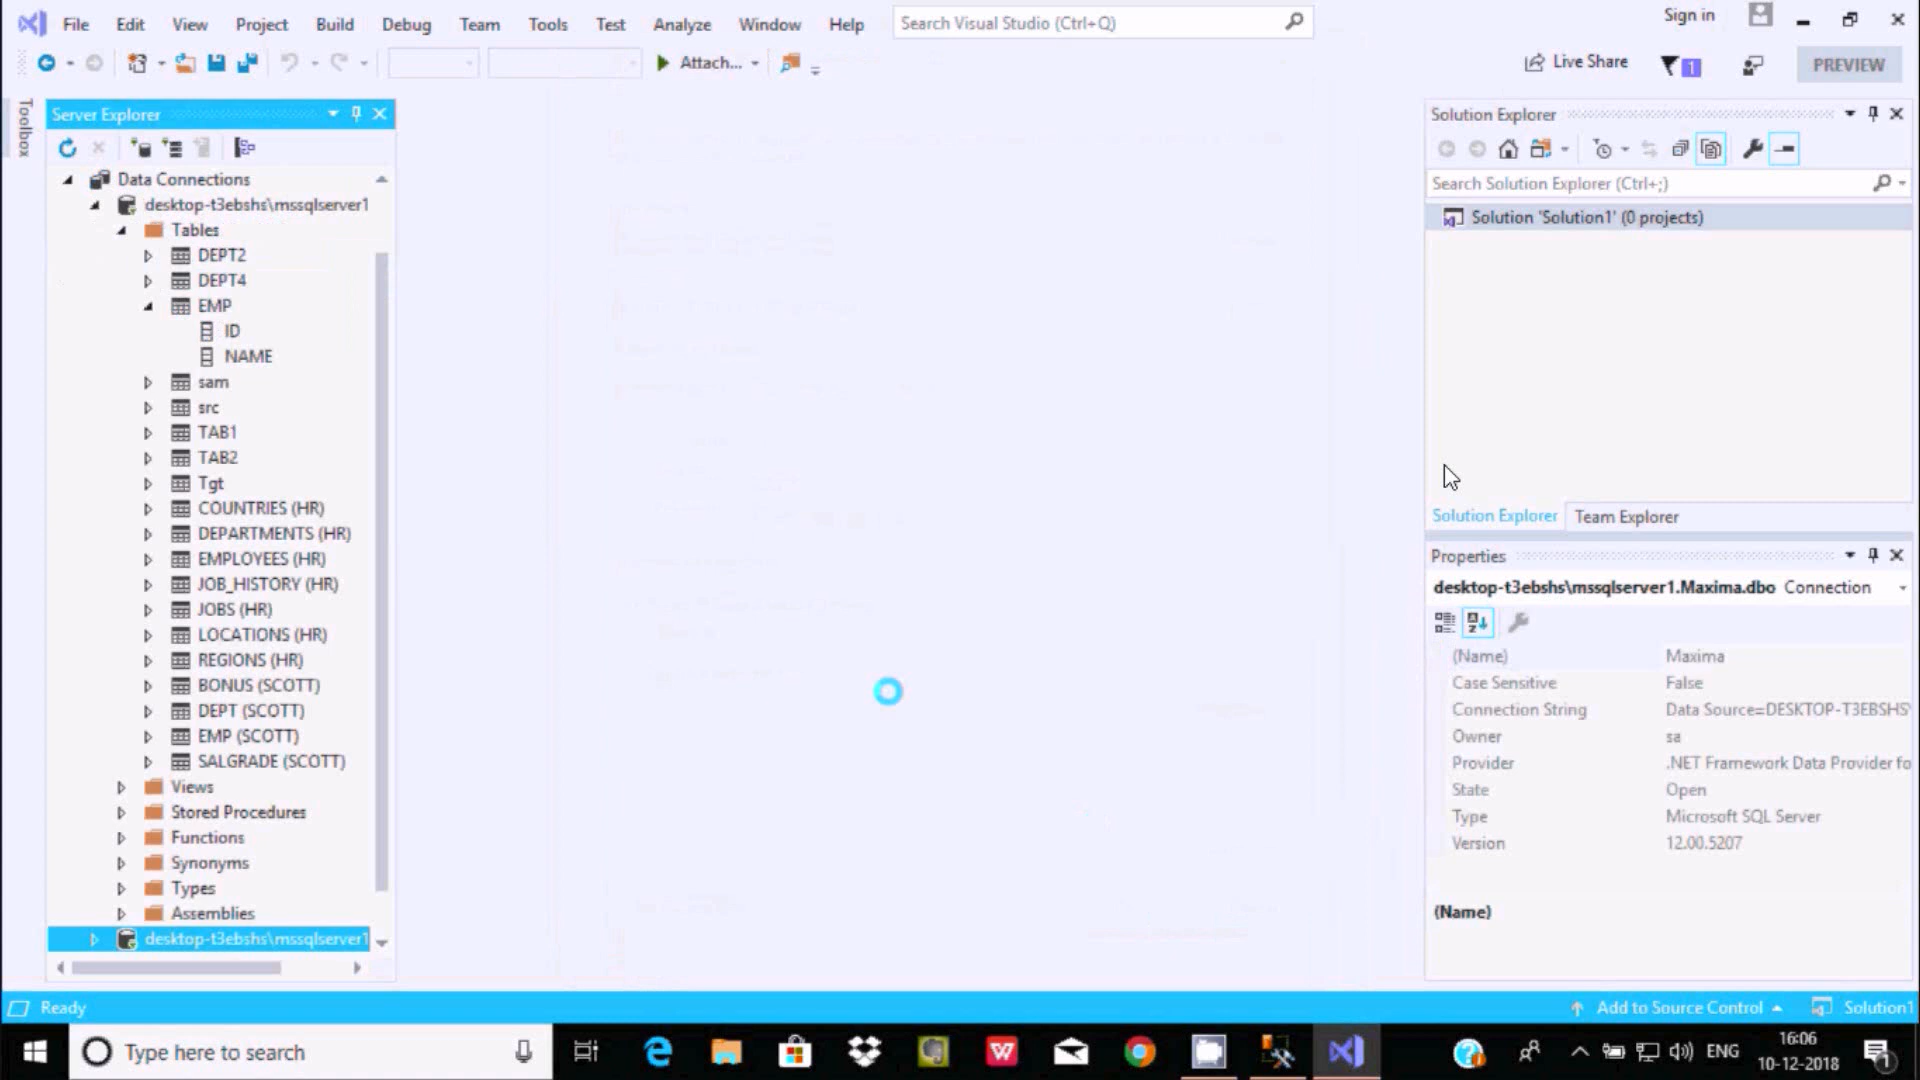 File Edit View Project Build Debug Team Tools Test Analyze Window Help Search Visual Studio (Ctrl+Q) Sign in
Attach... Live Share 1 PREVIEW
Toolbox
Server Explorer
Data Connections
desktop-t3ebshs\mssqlserver1
Tables
DEPT2
DEPT4
EMP
ID
NAME
sam
src
TAB1
TAB2
Tgt
COUNTRIES (HR)
DEPARTMENTS (HR)
EMPLOYEES (HR)
JOB_HISTORY (HR)
JOBS (HR)
LOCATIONS (HR)
REGIONS (HR)
BONUS (SCOTT)
DEPT (SCOTT)
EMP (SCOTT)
SALGRADE (SCOTT)
Views
Stored Procedures
Functions
Synonyms
Types
Assemblies
desktop-t3ebshs\mssqlserver1
Solution Explorer
Search Solution Explorer (Ctrl+;)
Solution 'Solution1' (0 projects)
Solution Explorer Team Explorer
Properties
desktop-t3ebshs\mssqlserver1.Maxima.dbo Connection
(Name) Maxima
Case Sensitive False
Connection String Data Source=DESKTOP-T3EBSHS\
Owner sa
Provider .NET Framework Data Provider fo
State Open
Type Microsoft SQL Server
Version 12.00.5207
(Name)
Ready Add to Source Control Solution1
Type here to search ENG 16:06
10-12-2018 1